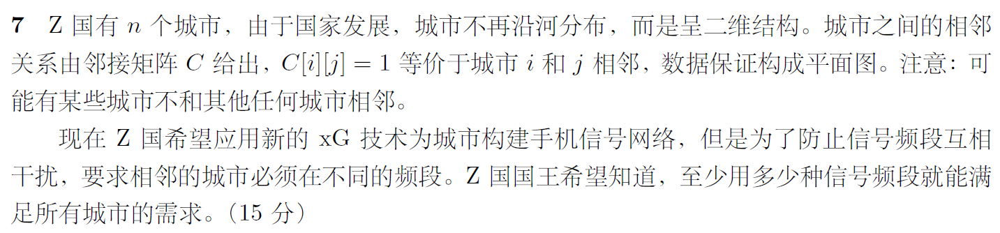 7 Z 国有 n 个城市，由于国家发展，城市不再沿河分布，而是呈二维结构。城市之间的相邻
关系由邻接矩阵 C 给出，C[i][j] = 1 等价于城市 i 和 j 相邻，数据保证构成平面图。注意：可
能有某些城市不和其他任何城市相邻。
现在 Z 国希望应用新的 xG 技术为城市构建手机信号网络，但是为了防止信号频段互相
干扰，要求相邻的城市必须在不同的频段。Z 国国王希望知道，至少用多少种信号频段就能满
足所有城市的需求。（15 分）